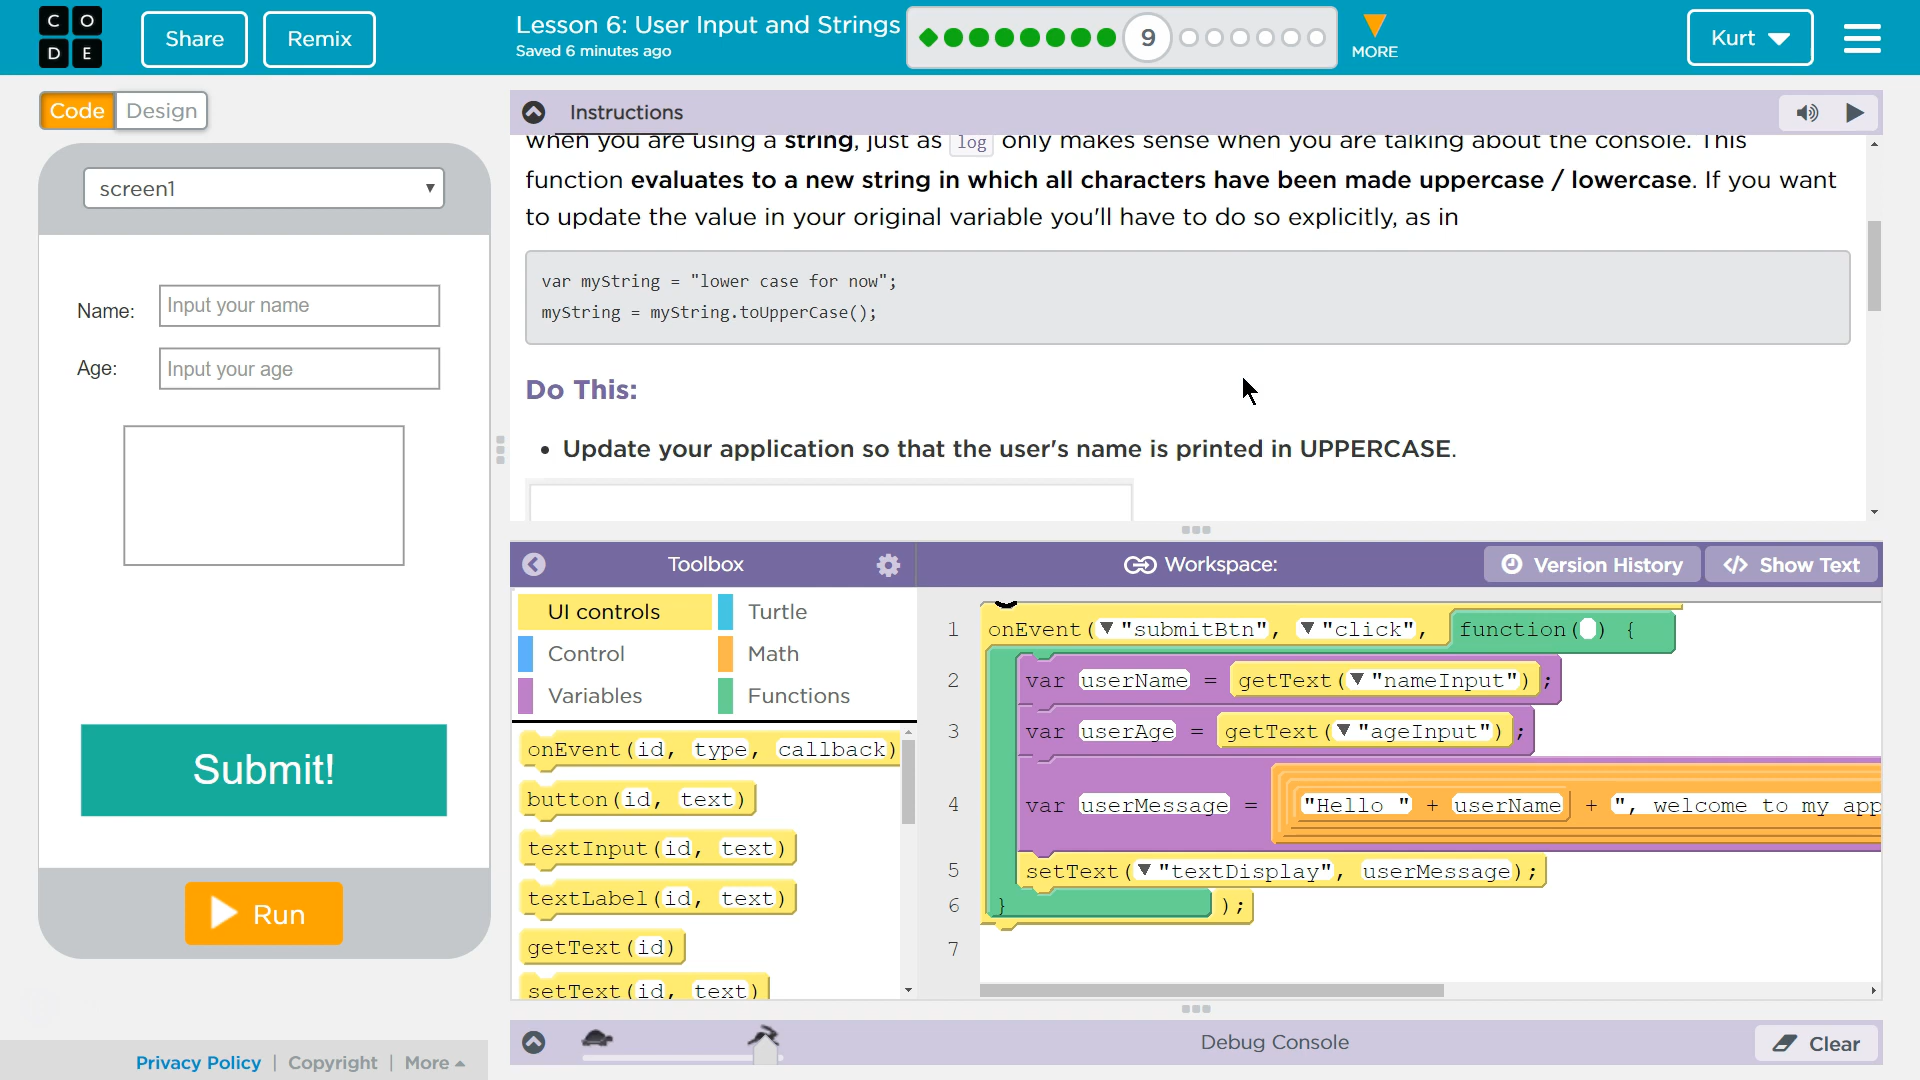 C O
D E
Share
Remix
Lesson 6: User Input and Strings
Saved 6 minutes ago
9
MORE
Kurt
Code
Design
screen1
Name:
Input your name
Age:
Input your age
Submit!
Run
Privacy Policy | Copyright | More
Instructions
when you are using a string, just as log only makes sense when you are talking about the console. This
function evaluates to a new string in which all characters have been made uppercase / lowercase. If you want
to update the value in your original variable you'll have to do so explicitly, as in
var myString = "lower case for now";
myString = myString.toUpperCase();
Do This:
• Update your application so that the user's name is printed in UPPERCASE.
Toolbox
Workspace:
Version History
</> Show Text
UI controls
Turtle
Control
Math
Variables
Functions
onEvent(id, type, callback)
button(id, text)
textInput(id, text)
textLabel(id, text)
getText(id)
setText(id, text)
1 onEvent(▼"submitBtn", ▼"click", function( ) {
2 var userName = getText(▼"nameInput");
3 var userAge = getText(▼"ageInput");
4 var userMessage = "Hello " + userName + ", welcome to my app
5 setText(▼"textDisplay", userMessage);
6 } );
7
Debug Console
Clear